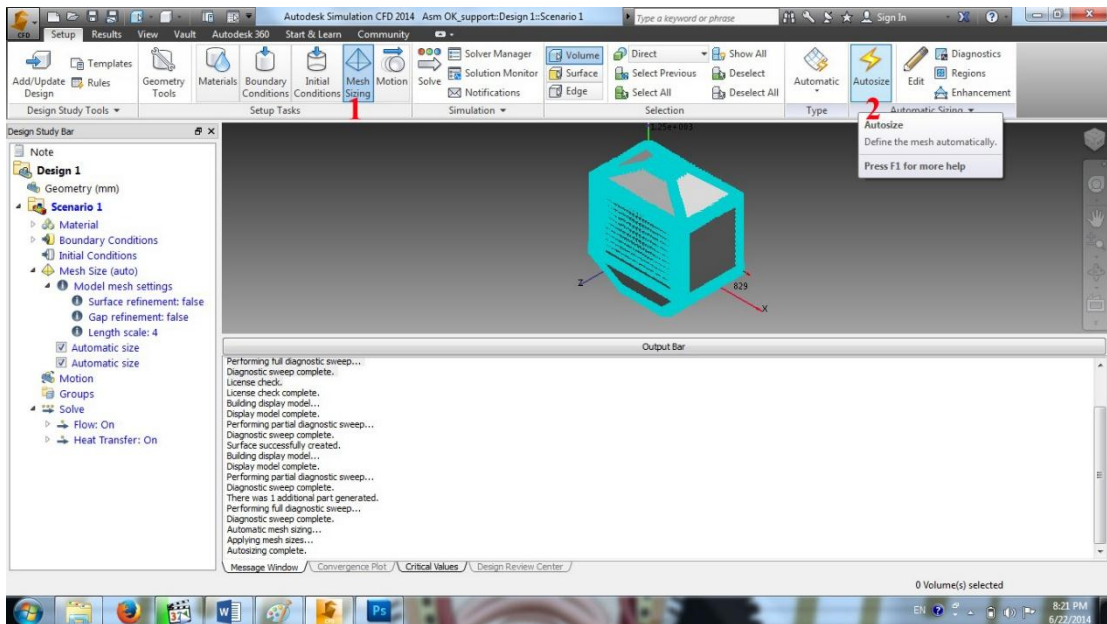 Autodesk Simulation CFD 2014 Asm OK_support::Design 1::Scenario 1
Type a keyword or phrase
Sign In
CFD
Setup Results View Vault Autodesk 360 Start & Learn Community
Add/Update Design
Templates
Rules
Geometry Tools
Materials
Boundary Conditions
Initial Conditions
Mesh Sizing
Motion
Solve
Solver Manager
Solution Monitor
Notifications
Volume
Surface
Edge
Direct
Select Previous
Select All
Show All
Deselect
Deselect All
Automatic
Autosize
Edit
Diagnostics
Regions
Enhancement
Design Study Tools
Setup Tasks
Simulation
Selection
Type
Automatic Sizing
1
2
Autosize
Define the mesh automatically.
Press F1 for more help
Design Study Bar
Note
Design 1
Geometry (mm)
Scenario 1
Material
Boundary Conditions
Initial Conditions
Mesh Size (auto)
Model mesh settings
Surface refinement: false
Gap refinement: false
Length scale: 4
Automatic size
Automatic size
Motion
Groups
Solve
Flow: On
Heat Transfer: On
1.25e+003
Z
829
X
Output Bar
Performing full diagnostic sweep...
Diagnostic sweep complete.
License check.
License check complete.
Building display model...
Display model complete.
Performing partial diagnostic sweep...
Diagnostic sweep complete.
Surface successfully created.
Building display model...
Display model complete.
Performing partial diagnostic sweep...
Diagnostic sweep complete.
There was 1 additional part generated.
Performing full diagnostic sweep...
Diagnostic sweep complete.
Automatic mesh sizing...
Applying mesh sizes...
Autosizing complete.
Message Window Convergence Plot Critical Values Design Review Center
0 Volume(s) selected
Ps
EN
8:21 PM
6/22/2014